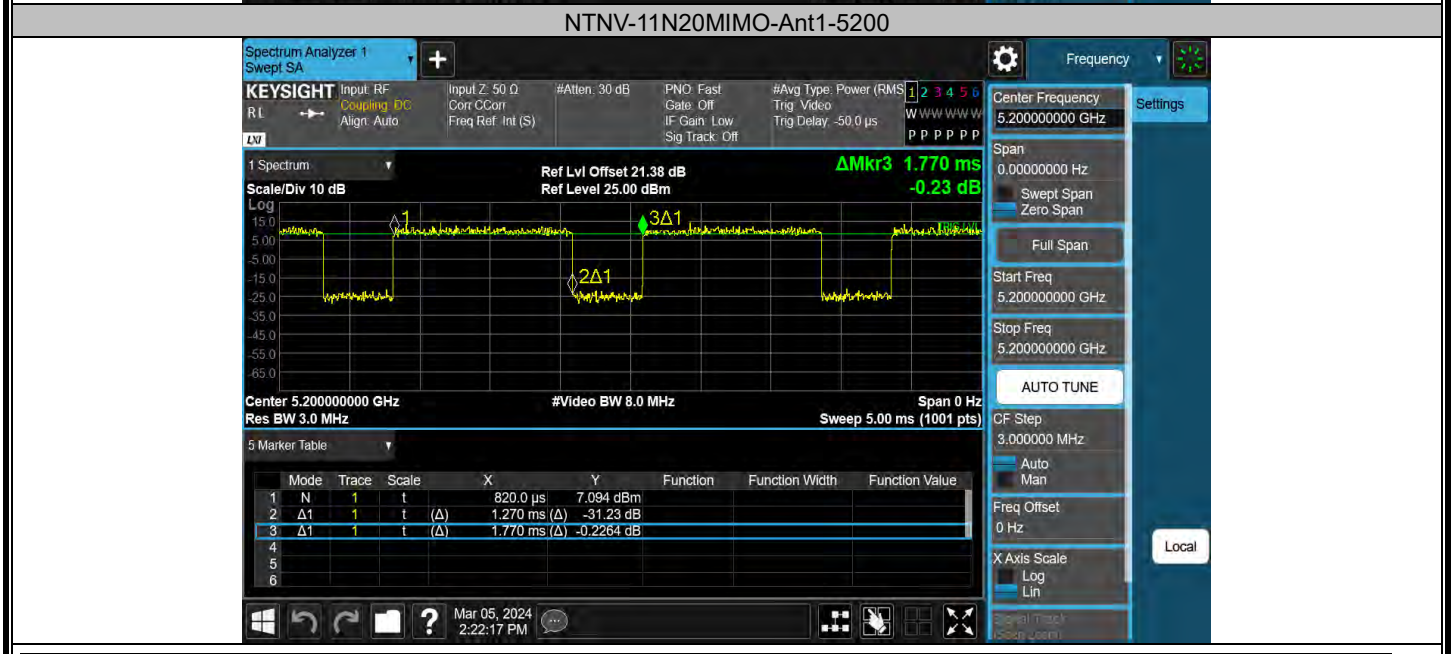 NTNV-11N20MIMO-Ant1-5200
Spectrum Analyzer 1
Swept SA
+
Frequency
KEYSIGHT Input: RF Input Z: 50 Ω #Atten: 30 dB PNO: Fast #Avg Type: Power (RMS 1 2 3 4 5 6
RL Coupling: DC Corr CCorr Gate: Off Trig: Video W W W W W W
Align: Auto Freq Ref: Int (S) IF Gain: Low Trig Delay: -50.0 µs
LXI Sig Track: Off P P P P P P
Center Frequency
5.200000000 GHz
Settings
1 Spectrum Ref Lvl Offset 21.38 dB ΔMkr3 1.770 ms
Scale/Div 10 dB Ref Level 25.00 dBm -0.23 dB
Log
15.0
5.00
-5.00
-15.0
-25.0
-35.0
-45.0
-55.0
-65.0
1
2Δ1
3Δ1
TRIG LVL
Center 5.200000000 GHz #Video BW 8.0 MHz Span 0 Hz
Res BW 3.0 MHz Sweep 5.00 ms (1001 pts)
Span
0.00000000 Hz
Swept Span
Zero Span
Full Span
Start Freq
5.200000000 GHz
Stop Freq
5.200000000 GHz
AUTO TUNE
CF Step
3.000000 MHz
Auto
Man
Freq Offset
0 Hz
X Axis Scale
Log
Lin
Signal Track
(Span Zoom)
Local
5 Marker Table
Mode Trace Scale X Y Function Function Width Function Value
1 N 1 t 820.0 µs 7.094 dBm
2 Δ1 1 t (Δ) 1.270 ms (Δ) -31.23 dB
3 Δ1 1 t (Δ) 1.770 ms (Δ) -0.2264 dB
4
5
6
?
Mar 05, 2024
2:22:17 PM